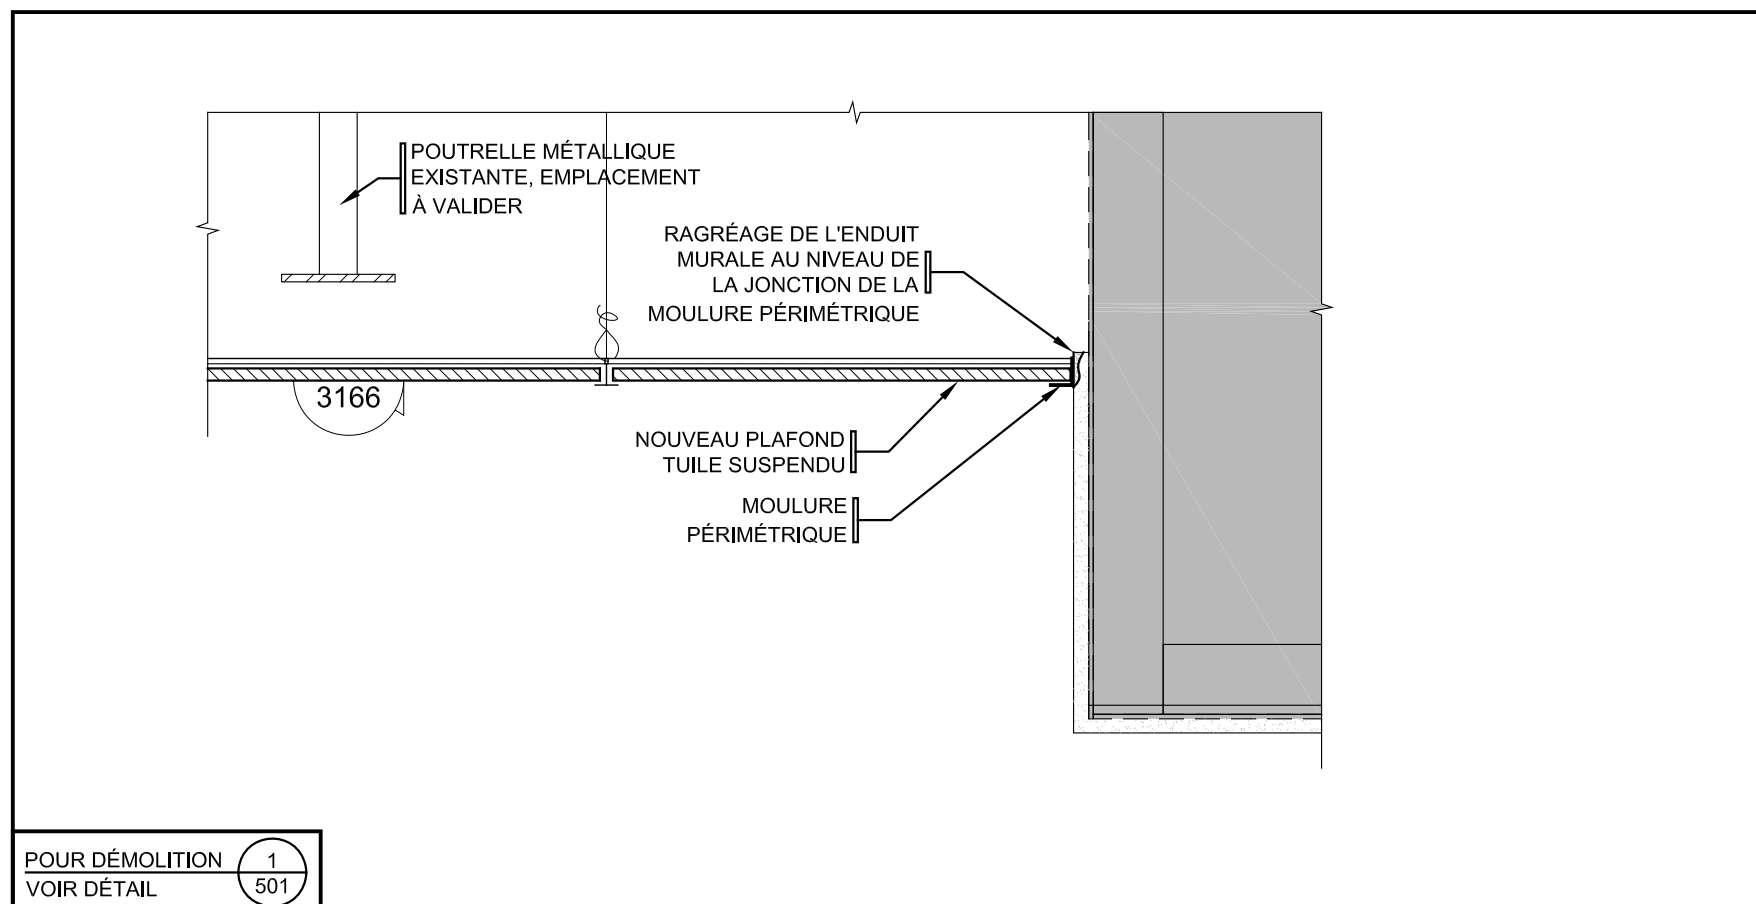 POUTRELLE MÉTALLIQUE
EXISTANTE, EMPLACEMENT
À VALIDER
RAGRÉAGE DE L'ENDUIT
MURALE AU NIVEAU DE
LA JONCTION DE LA
MOULURE PÉRIMÉTRIQUE
3166
NOUVEAU PLAFOND
TUILE SUSPENDU
MOULURE
PÉRIMÉTRIQUE
POUR DÉMOLITION
1
VOIR DÉTAIL
501